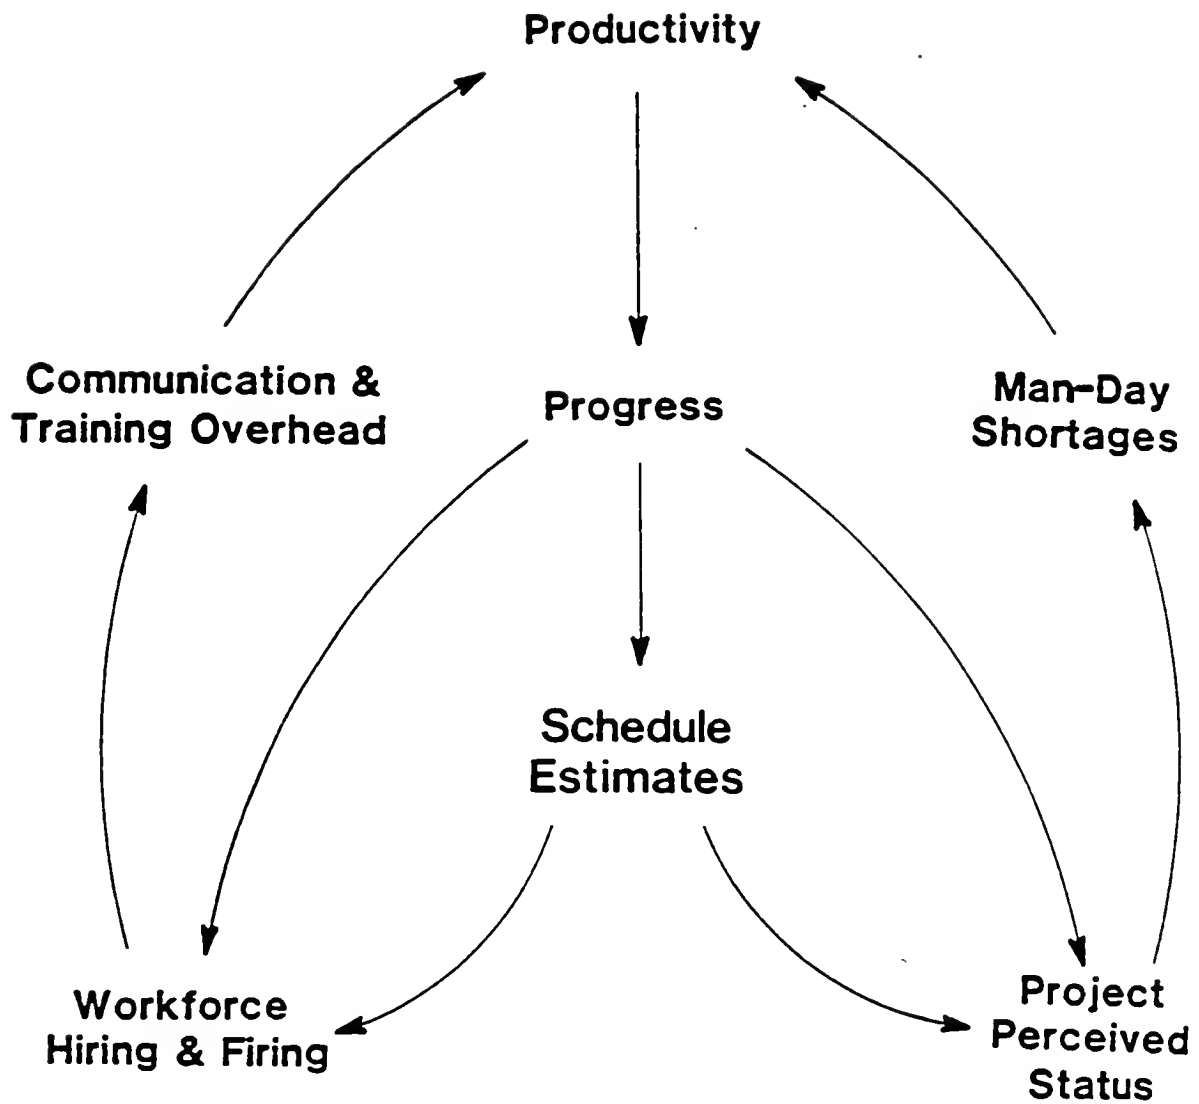 Productivity
Communication &
Training Overhead
Progress
Man-Day
Shortages
Schedule
Estimates
Workforce
Hiring & Firing
Project
Perceived
Status